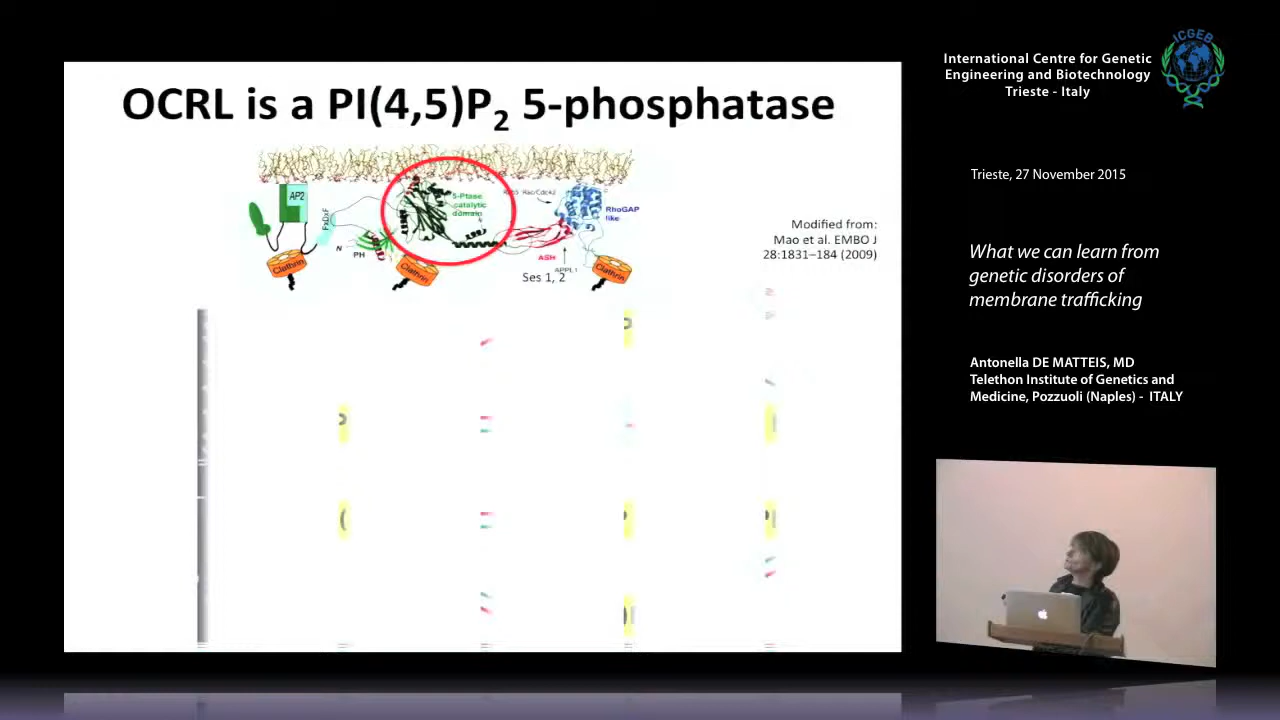 OCRL is a PI(4,5)P2 5-phosphatase
AP2
FxDxF
5-Ptase
catalytic
domain
Rac/Cdc42
RhoGAP
like
N
PH
ASH
APPL1
Ses 1, 2
Clathrin
Clathrin
Clathrin
Modified from:
Mao et al. EMBO J
28:1831–184 (2009)
ICGEB
International Centre for Genetic
Engineering and Biotechnology
Trieste - Italy
Trieste, 27 November 2015
What we can learn from
genetic disorders of
membrane trafficking
Antonella DE MATTEIS, MD
Telethon Institute of Genetics and
Medicine, Pozzuoli (Naples) - ITALY